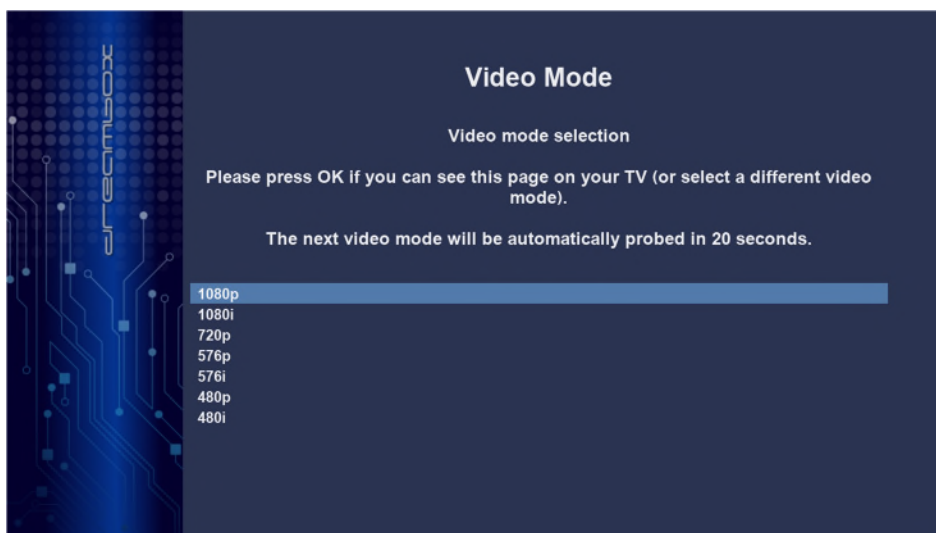 dreambox
Video Mode
Video mode selection
Please press OK if you can see this page on your TV (or select a different video
mode).
The next video mode will be automatically probed in 20 seconds.
1080p
1080i
720p
576p
576i
480p
480i